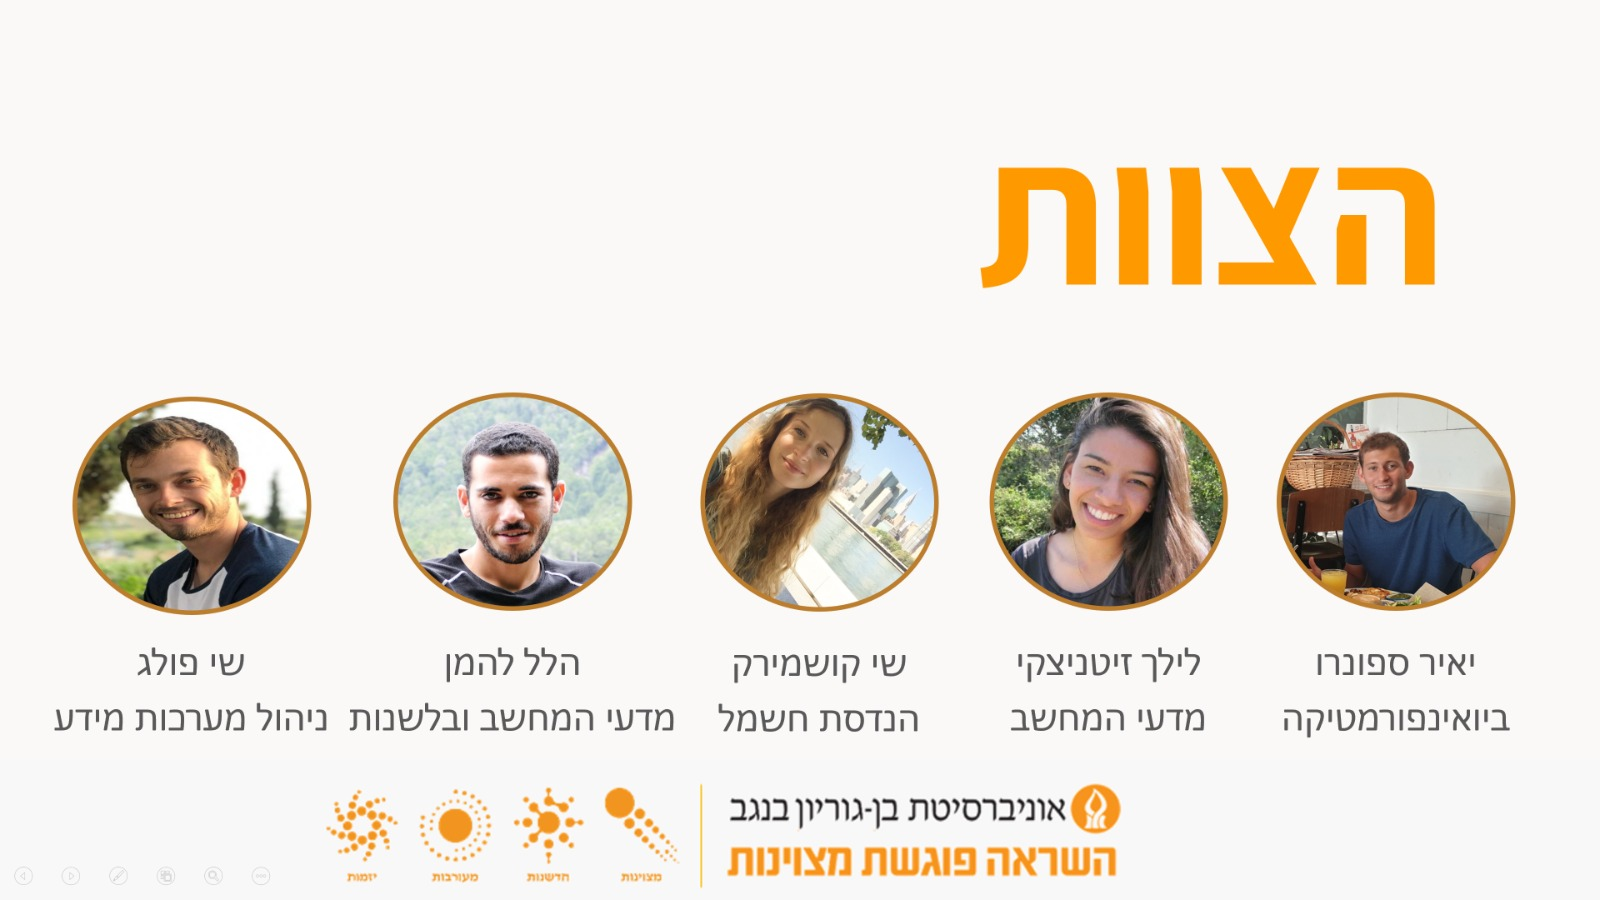 הצוות
יאיר ספונרו
ביואינפורמטיקה
לילך זיטניצקי
מדעי המחשב
שי קושמירק
הנדסת חשמל
הלל להמן
מדעי המחשב ובלשנות
שי פולג
ניהול מערכות מידע
אוניברסיטת בן-גוריון בנגב
השראה פוגשת מצוינות
מצוינות
חדשנות
מעורבות
יזמות